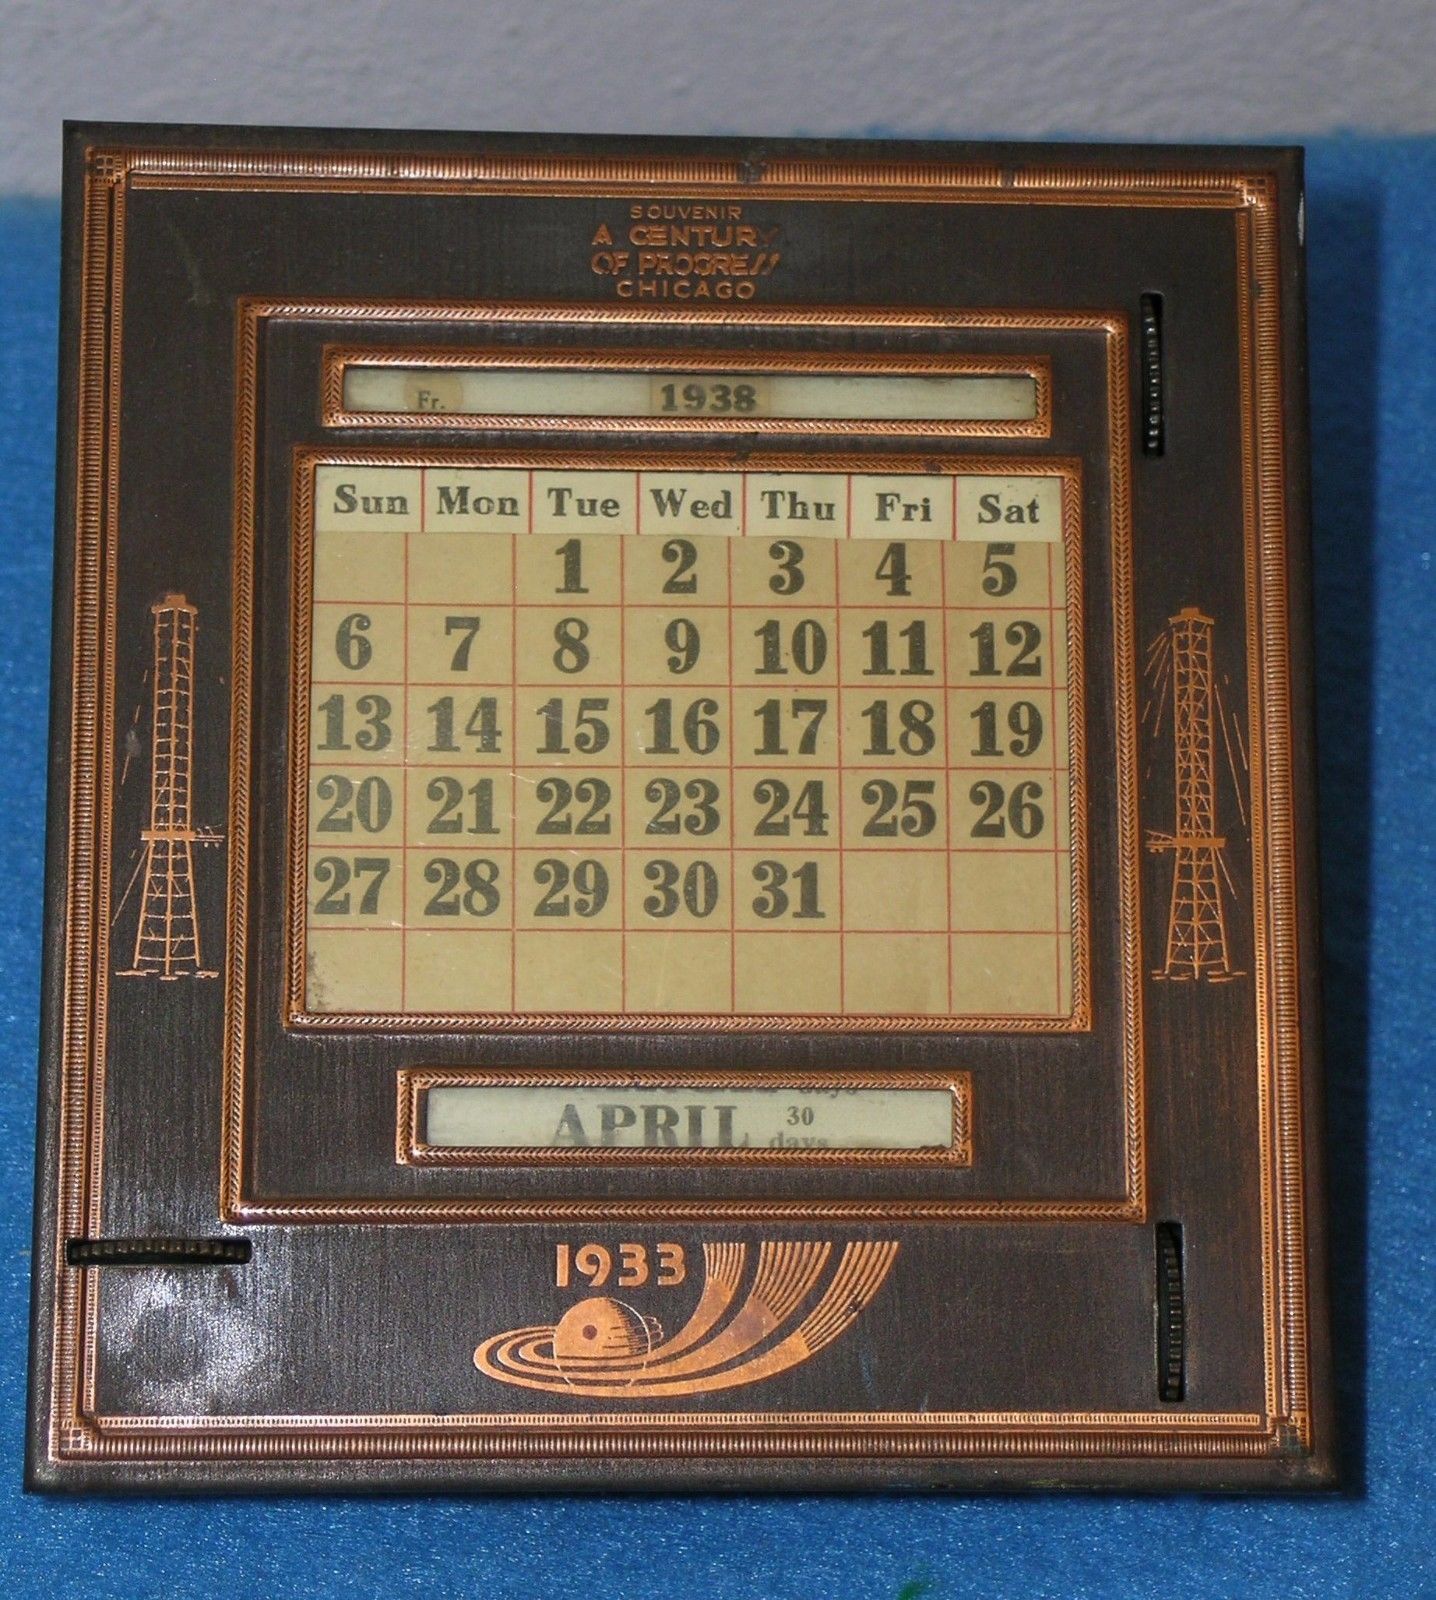 SOUVENIR
A CENTURY
OF PROGRESS
CHICAGO
Fr. 1938
Sun Mon Tue Wed Thu Fri Sat
1 2 3 4 5
6 7 8 9 10 11 12
13 14 15 16 17 18 19
20 21 22 23 24 25 26
27 28 29 30 31
days
APRIL 30
days
1933